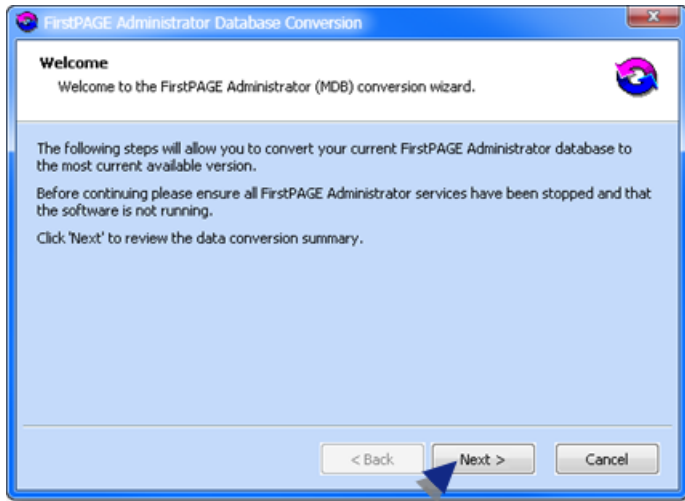 FirstPAGE Administrator Database Conversion
Welcome
Welcome to the FirstPAGE Administrator (MDB) conversion wizard.
The following steps will allow you to convert your current FirstPAGE Administrator database to
the most current available version.
Before continuing please ensure all FirstPAGE Administrator services have been stopped and that
the software is not running.
Click 'Next' to review the data conversion summary.
< Back Next > Cancel